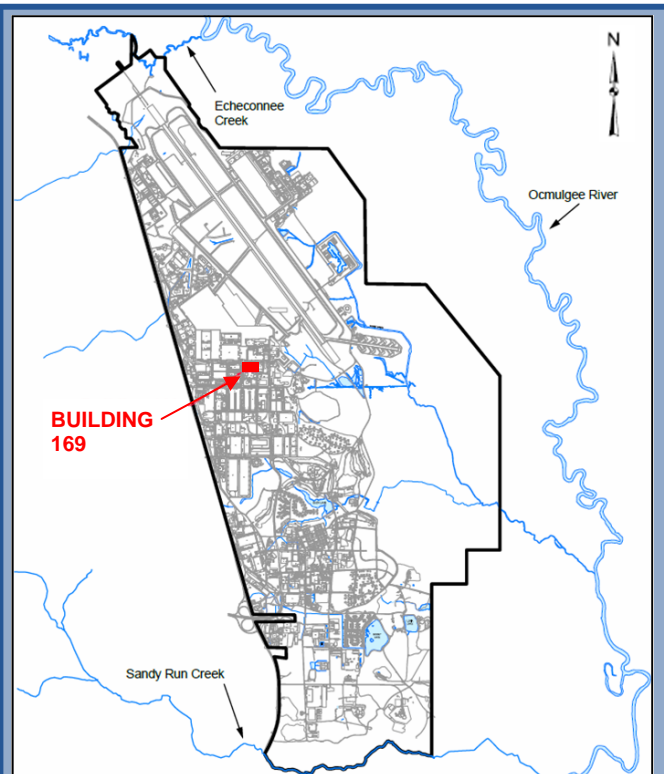 N
Echeconnee
Creek
Ocmulgee River
BUILDING
169
Sandy Run Creek